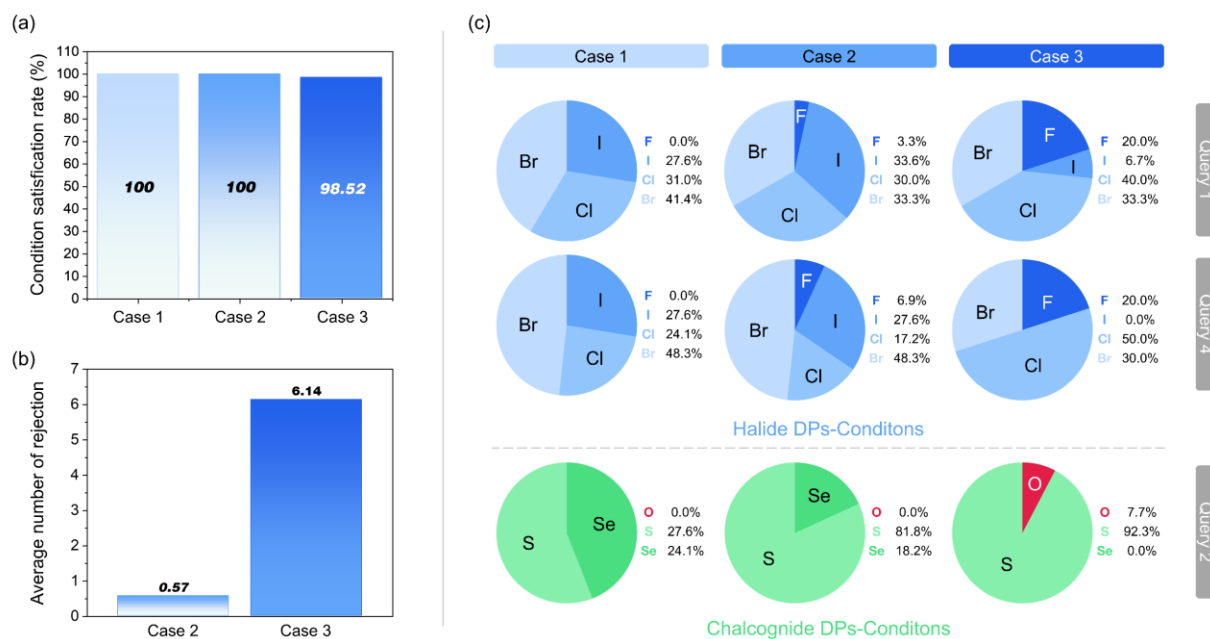 (a)
Condition satisfication rate (%)
110
100
90
80
70
60
50
40
30
20
10
0
100
100
98.52
Case 1
Case 2
Case 3
(b)
Average number of rejection
7
6
5
4
3
2
1
0
0.57
6.14
Case 2
Case 3
(c)
Case 1
Case 2
Case 3
Br
I
Cl
F 0.0%
I 27.6%
Cl 31.0%
Br 41.4%
F
Br
I
Cl
F 3.3%
I 33.6%
Cl 30.0%
Br 33.3%
F
Br
I
Cl
F 20.0%
I 6.7%
Cl 40.0%
Br 33.3%
Query 1
Br
I
Cl
F 0.0%
I 27.6%
Cl 24.1%
Br 48.3%
F
Br
I
Cl
F 6.9%
I 27.6%
Cl 17.2%
Br 48.3%
F
Br
Cl
F 20.0%
I 0.0%
Cl 50.0%
Br 30.0%
Query 4
Halide DPs-Conditons
S
Se
O 0.0%
S 27.6%
Se 24.1%
Se
S
O 0.0%
S 81.8%
Se 18.2%
O
S
O 7.7%
S 92.3%
Se 0.0%
Query 2
Chalcognide DPs-Conditons